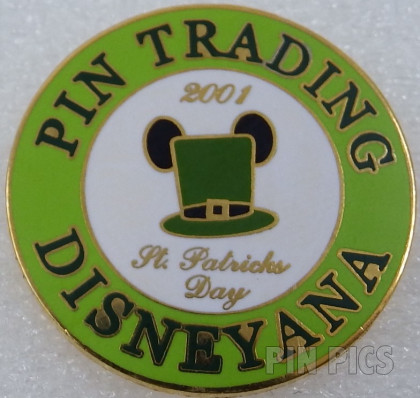 PIN TRADING
2001
St. Patricks
Day
DISNEYANA
PIN PICS